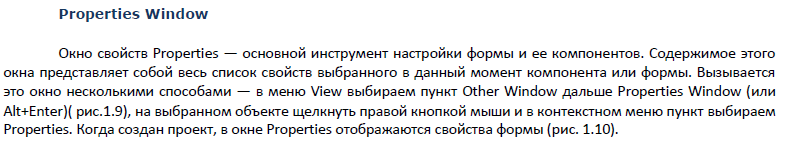 Properties Window
Окно свойств Properties — основной инструмент настройки формы и ее компонентов. Содержимое этого
окна представляет собой весь список свойств выбранного в данный момент компонента или формы. Вызывается
это окно несколькими способами — в меню View выбираем пункт Other Window дальше Properties Window (или
Alt+Enter)( рис.1.9), на выбранном объекте щелкнуть правой кнопкой мыши и в контекстном меню пункт выбираем
Properties. Когда создан проект, в окне Properties отображаются свойства формы (рис. 1.10).